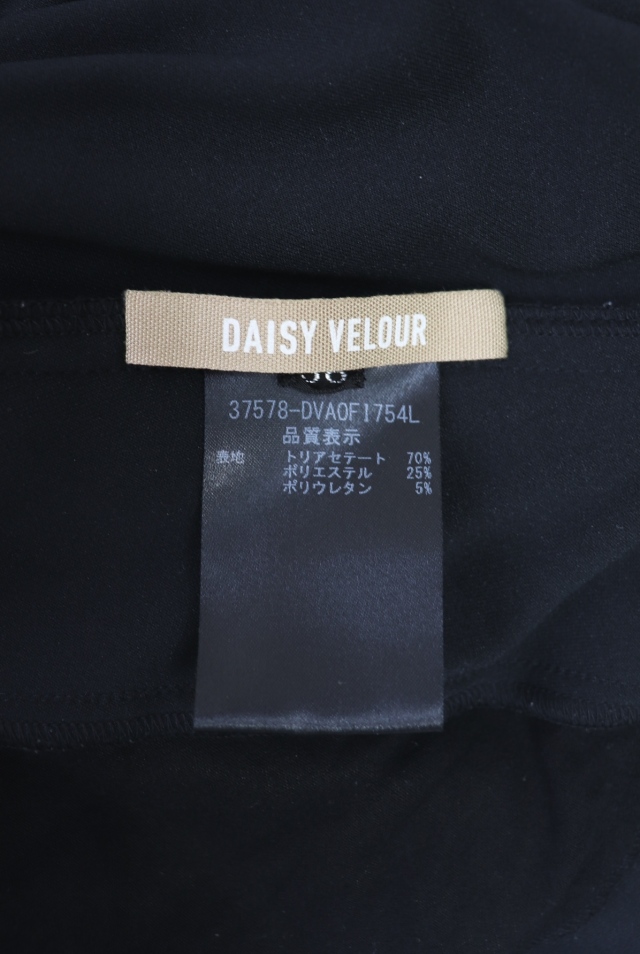 DAISY VELOUR
37578-DVA0F1754L
品質表示
表地 トリアセテート 70%
ポリエステル 25%
ポリウレタン 5%